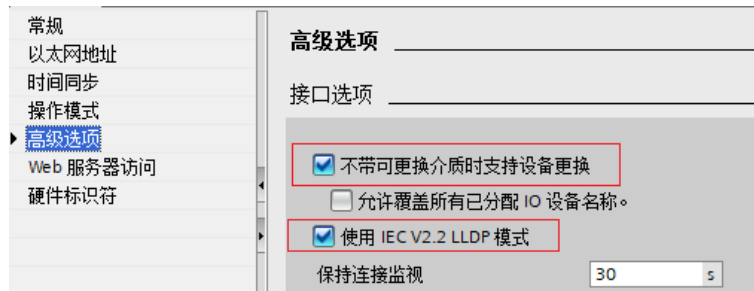 常规
以太网地址
时间同步
操作模式
高级选项
Web 服务器访问
硬件标识符
高级选项
接口选项
不带可更换介质时支持设备更换
允许覆盖所有已分配 IO 设备名称。
使用 IEC V2.2 LLDP 模式
保持连接监视 30 s